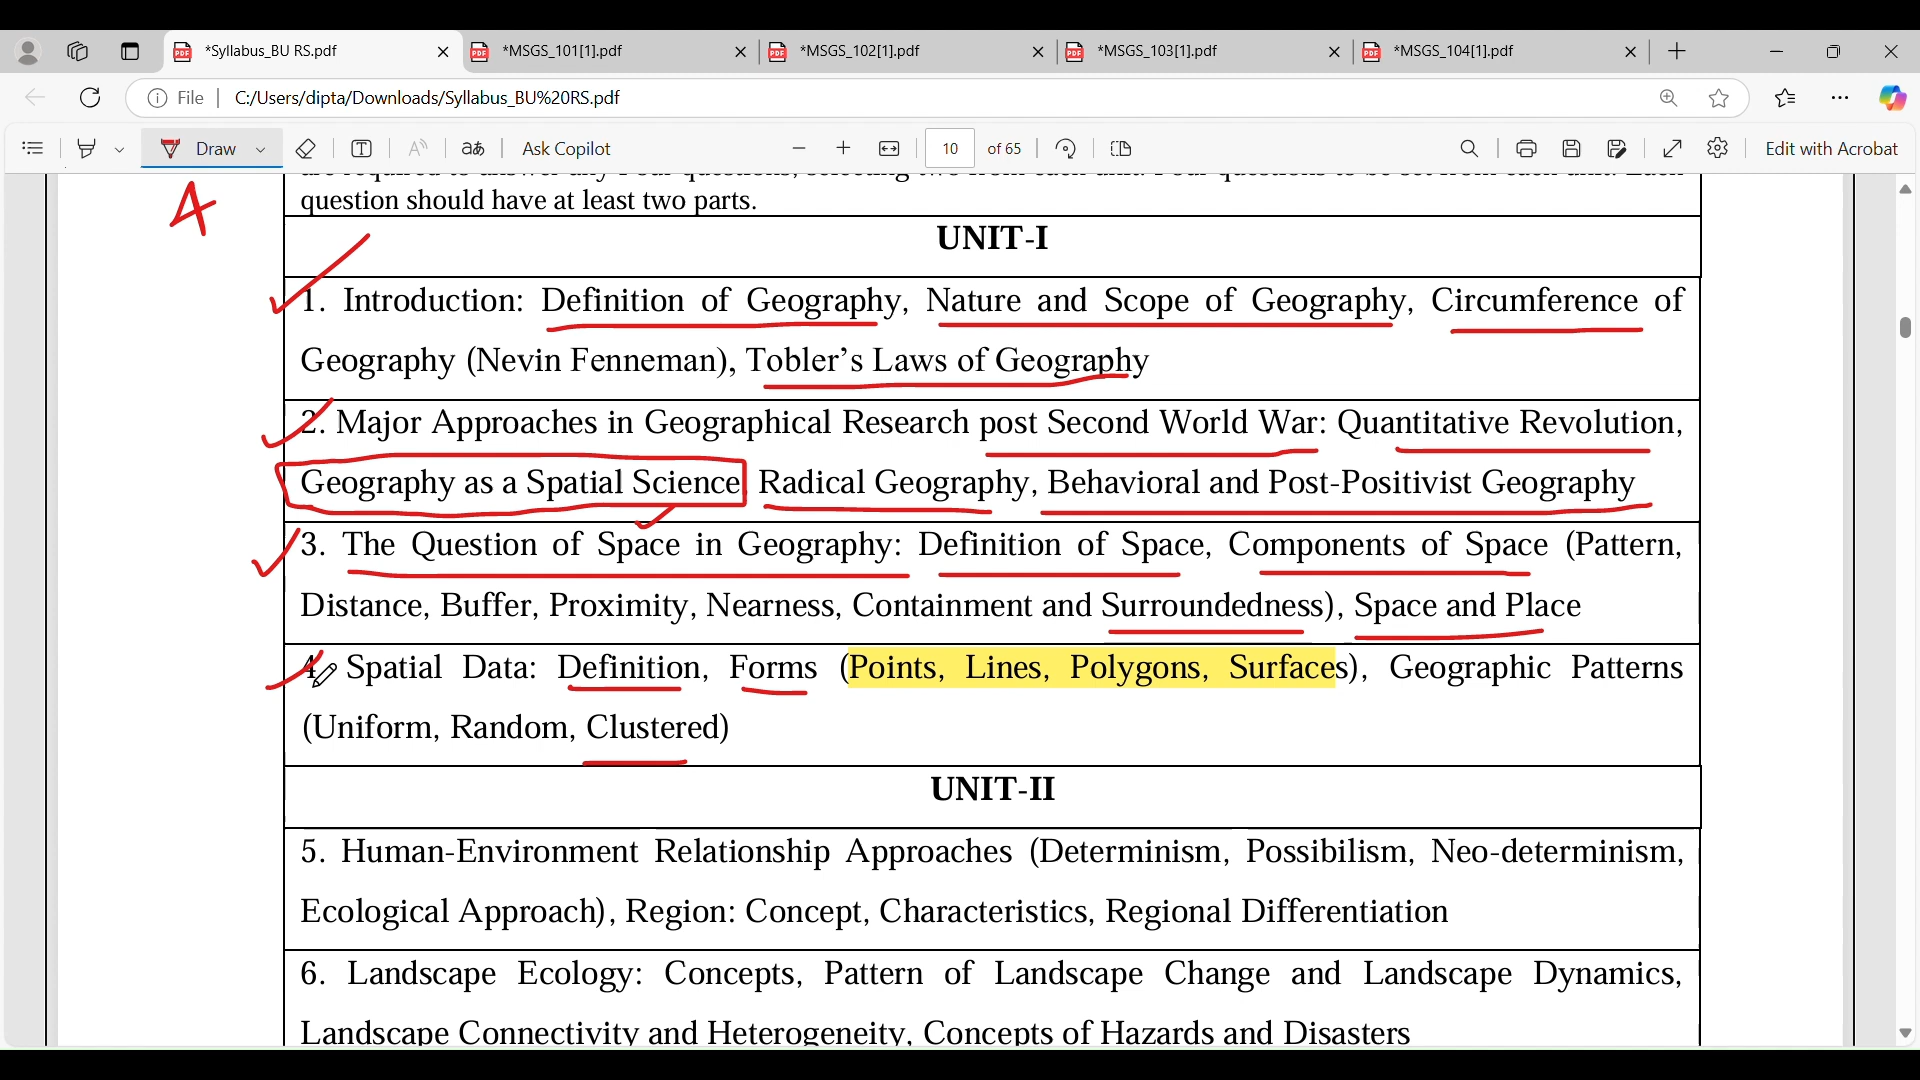 *Syllabus_BU RS.pdf *MSGS_101[1].pdf *MSGS_102[1].pdf *MSGS_103[1].pdf *MSGS_104[1].pdf
File C:/Users/dipta/Downloads/Syllabus_BU%20RS.pdf
Draw Ask Copilot 10 of 65 Edit with Acrobat
4
question should have at least two parts.
UNIT-I
1. Introduction: Definition of Geography, Nature and Scope of Geography, Circumference of
Geography (Nevin Fenneman), Tobler's Laws of Geography
2. Major Approaches in Geographical Research post Second World War: Quantitative Revolution,
Geography as a Spatial Science, Radical Geography, Behavioral and Post-Positivist Geography
3. The Question of Space in Geography: Definition of Space, Components of Space (Pattern,
Distance, Buffer, Proximity, Nearness, Containment and Surroundedness), Space and Place
4. Spatial Data: Definition, Forms (Points, Lines, Polygons, Surfaces), Geographic Patterns
(Uniform, Random, Clustered)
UNIT-II
5. Human-Environment Relationship Approaches (Determinism, Possibilism, Neo-determinism,
Ecological Approach), Region: Concept, Characteristics, Regional Differentiation
6. Landscape Ecology: Concepts, Pattern of Landscape Change and Landscape Dynamics,
Landscape Connectivity and Heterogeneity, Concepts of Hazards and Disasters